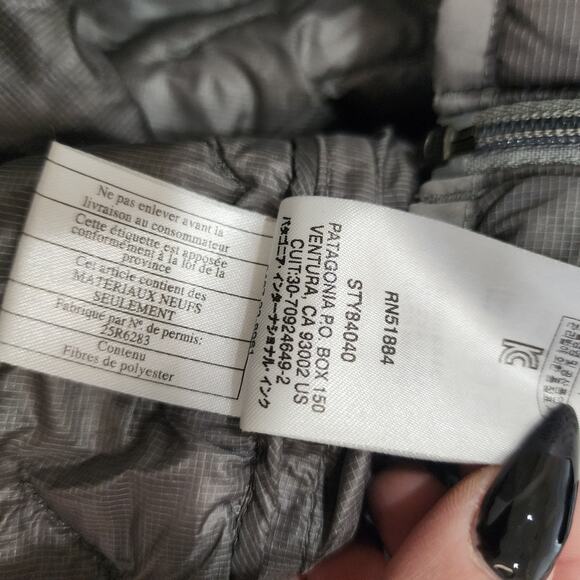 Ne pas enlever avant la
livraison au consommateur
Cette étiquette est apposée
conformément à la loi de la
province
Cet article contient des
MATÉRIAUX NEUFS
SEULEMENT
Fabriqué par N° de permis:
25R6283
Contenu
Fibres de polyester
RN51884
STY84040
PATAGONIA P.O. BOX 150
VENTURA, CA 93002 US
CUIT:30-70924649-2
パタゴニア・インターナショナル・インク